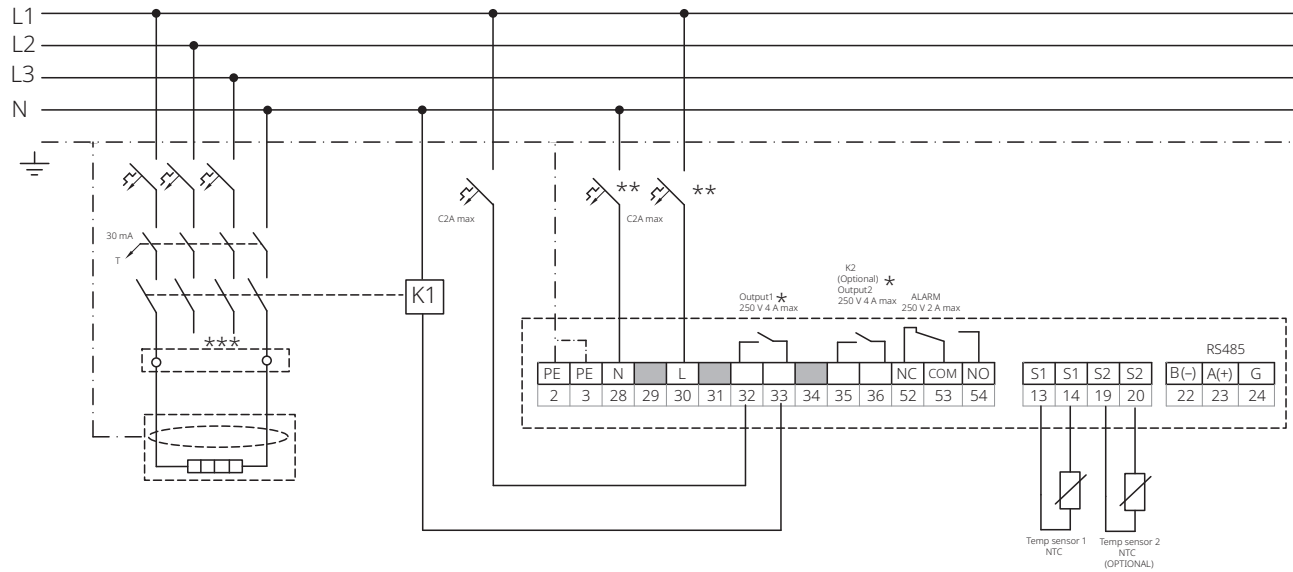 L1
L2
L3
N
**
**
C2A max
C2A max
30 mA
T
K1
***
Output1 *
250 V 4 A max
K2
(Optional) *
Output2
250 V 4 A max
ALARM
250 V 2 A max
RS485
PE PE N L NC COM NO S1 S1 S2 S2 B(–) A(+) G
2 3 28 29 30 31 32 33 34 35 36 52 53 54 13 14 19 20 22 23 24
Temp sensor 1
NTC
Temp sensor 2
NTC
(OPTIONAL)